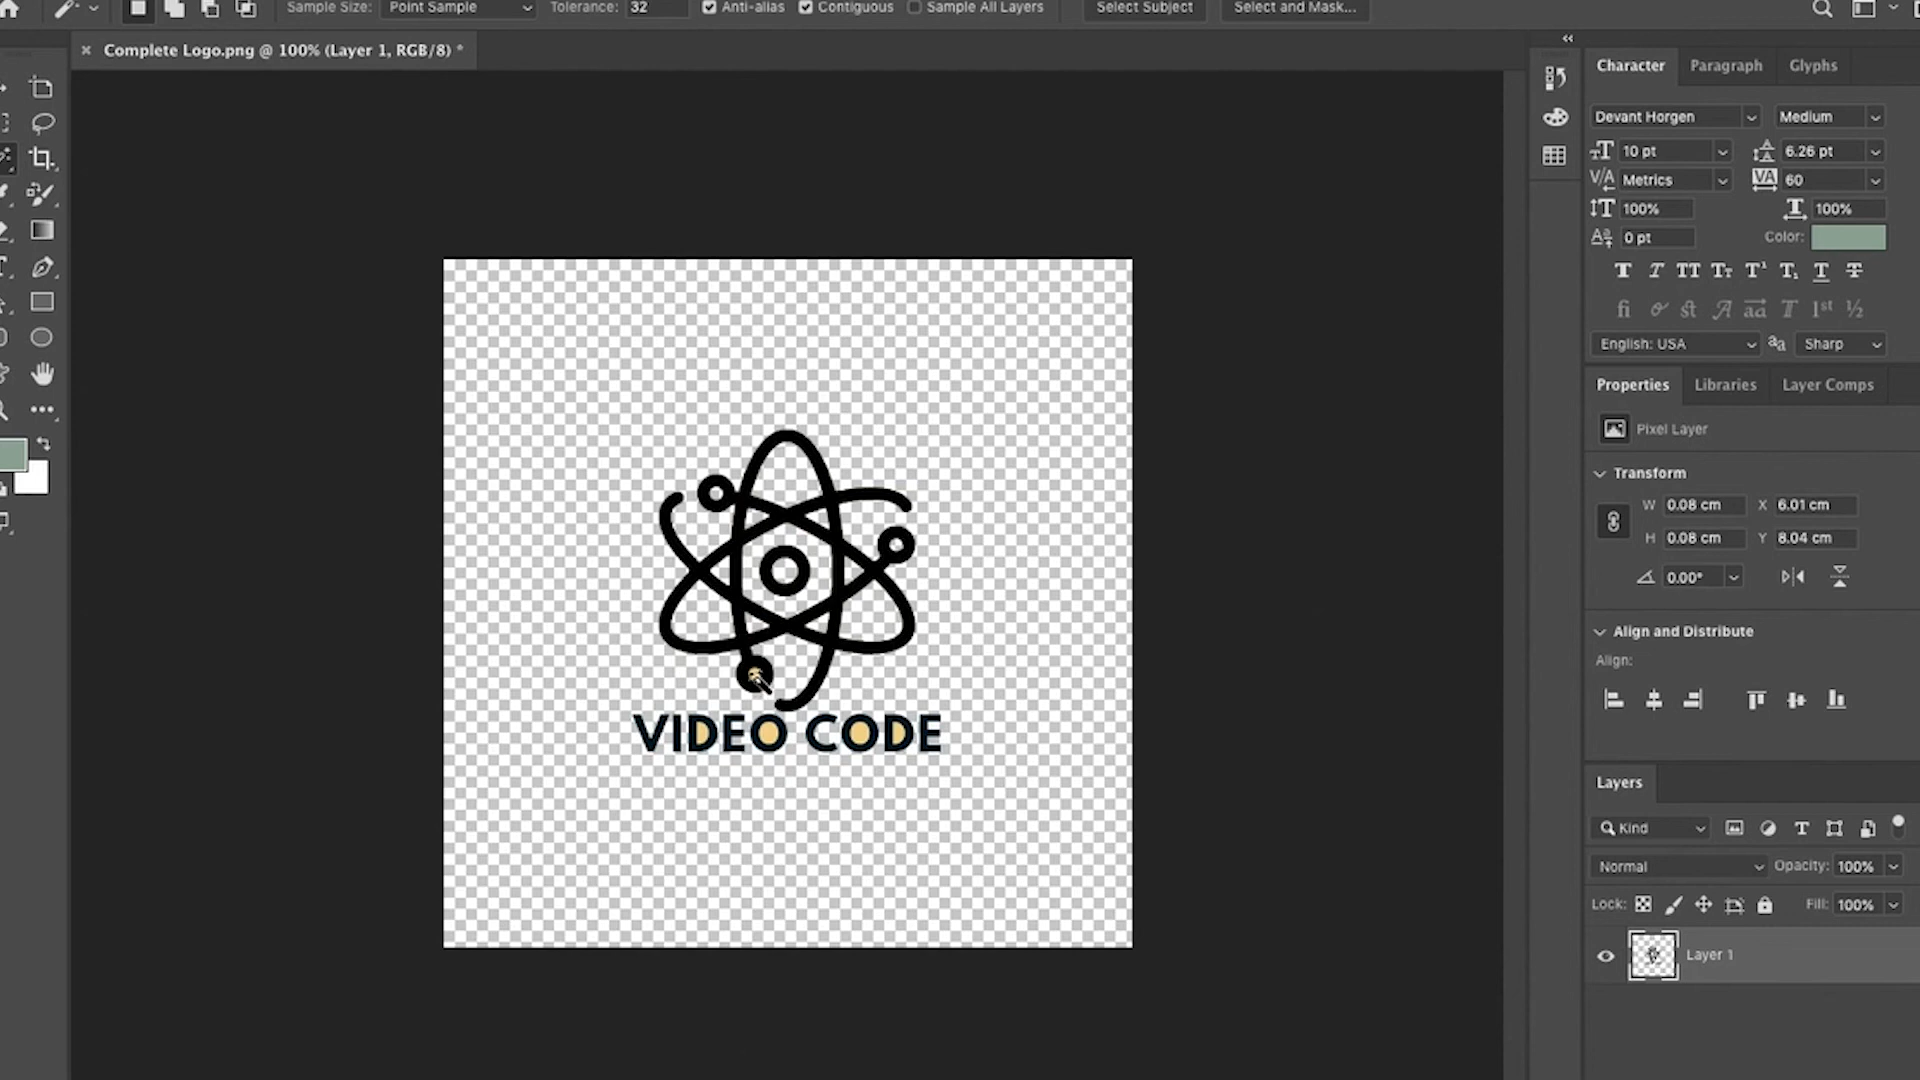 Sample Size: Point Sample Tolerance: 32 Anti-alias Contiguous Sample All Layers Select Subject Select and Mask...
× Complete Logo.png @ 100% (Layer 1, RGB/8) *
Character Paragraph Glyphs
Devant Horgen Medium
10 pt 6.26 pt
Metrics 60
100% 100%
0 pt Color:
English: USA Sharp
Properties Libraries Layer Comps
Pixel Layer
Transform
W 0.08 cm X 6.01 cm
H 0.08 cm Y 8.04 cm
0.00°
Align and Distribute
Align:
VIDEO CODE
Layers
Kind
Normal Opacity: 100%
Lock: Fill: 100%
Layer 1